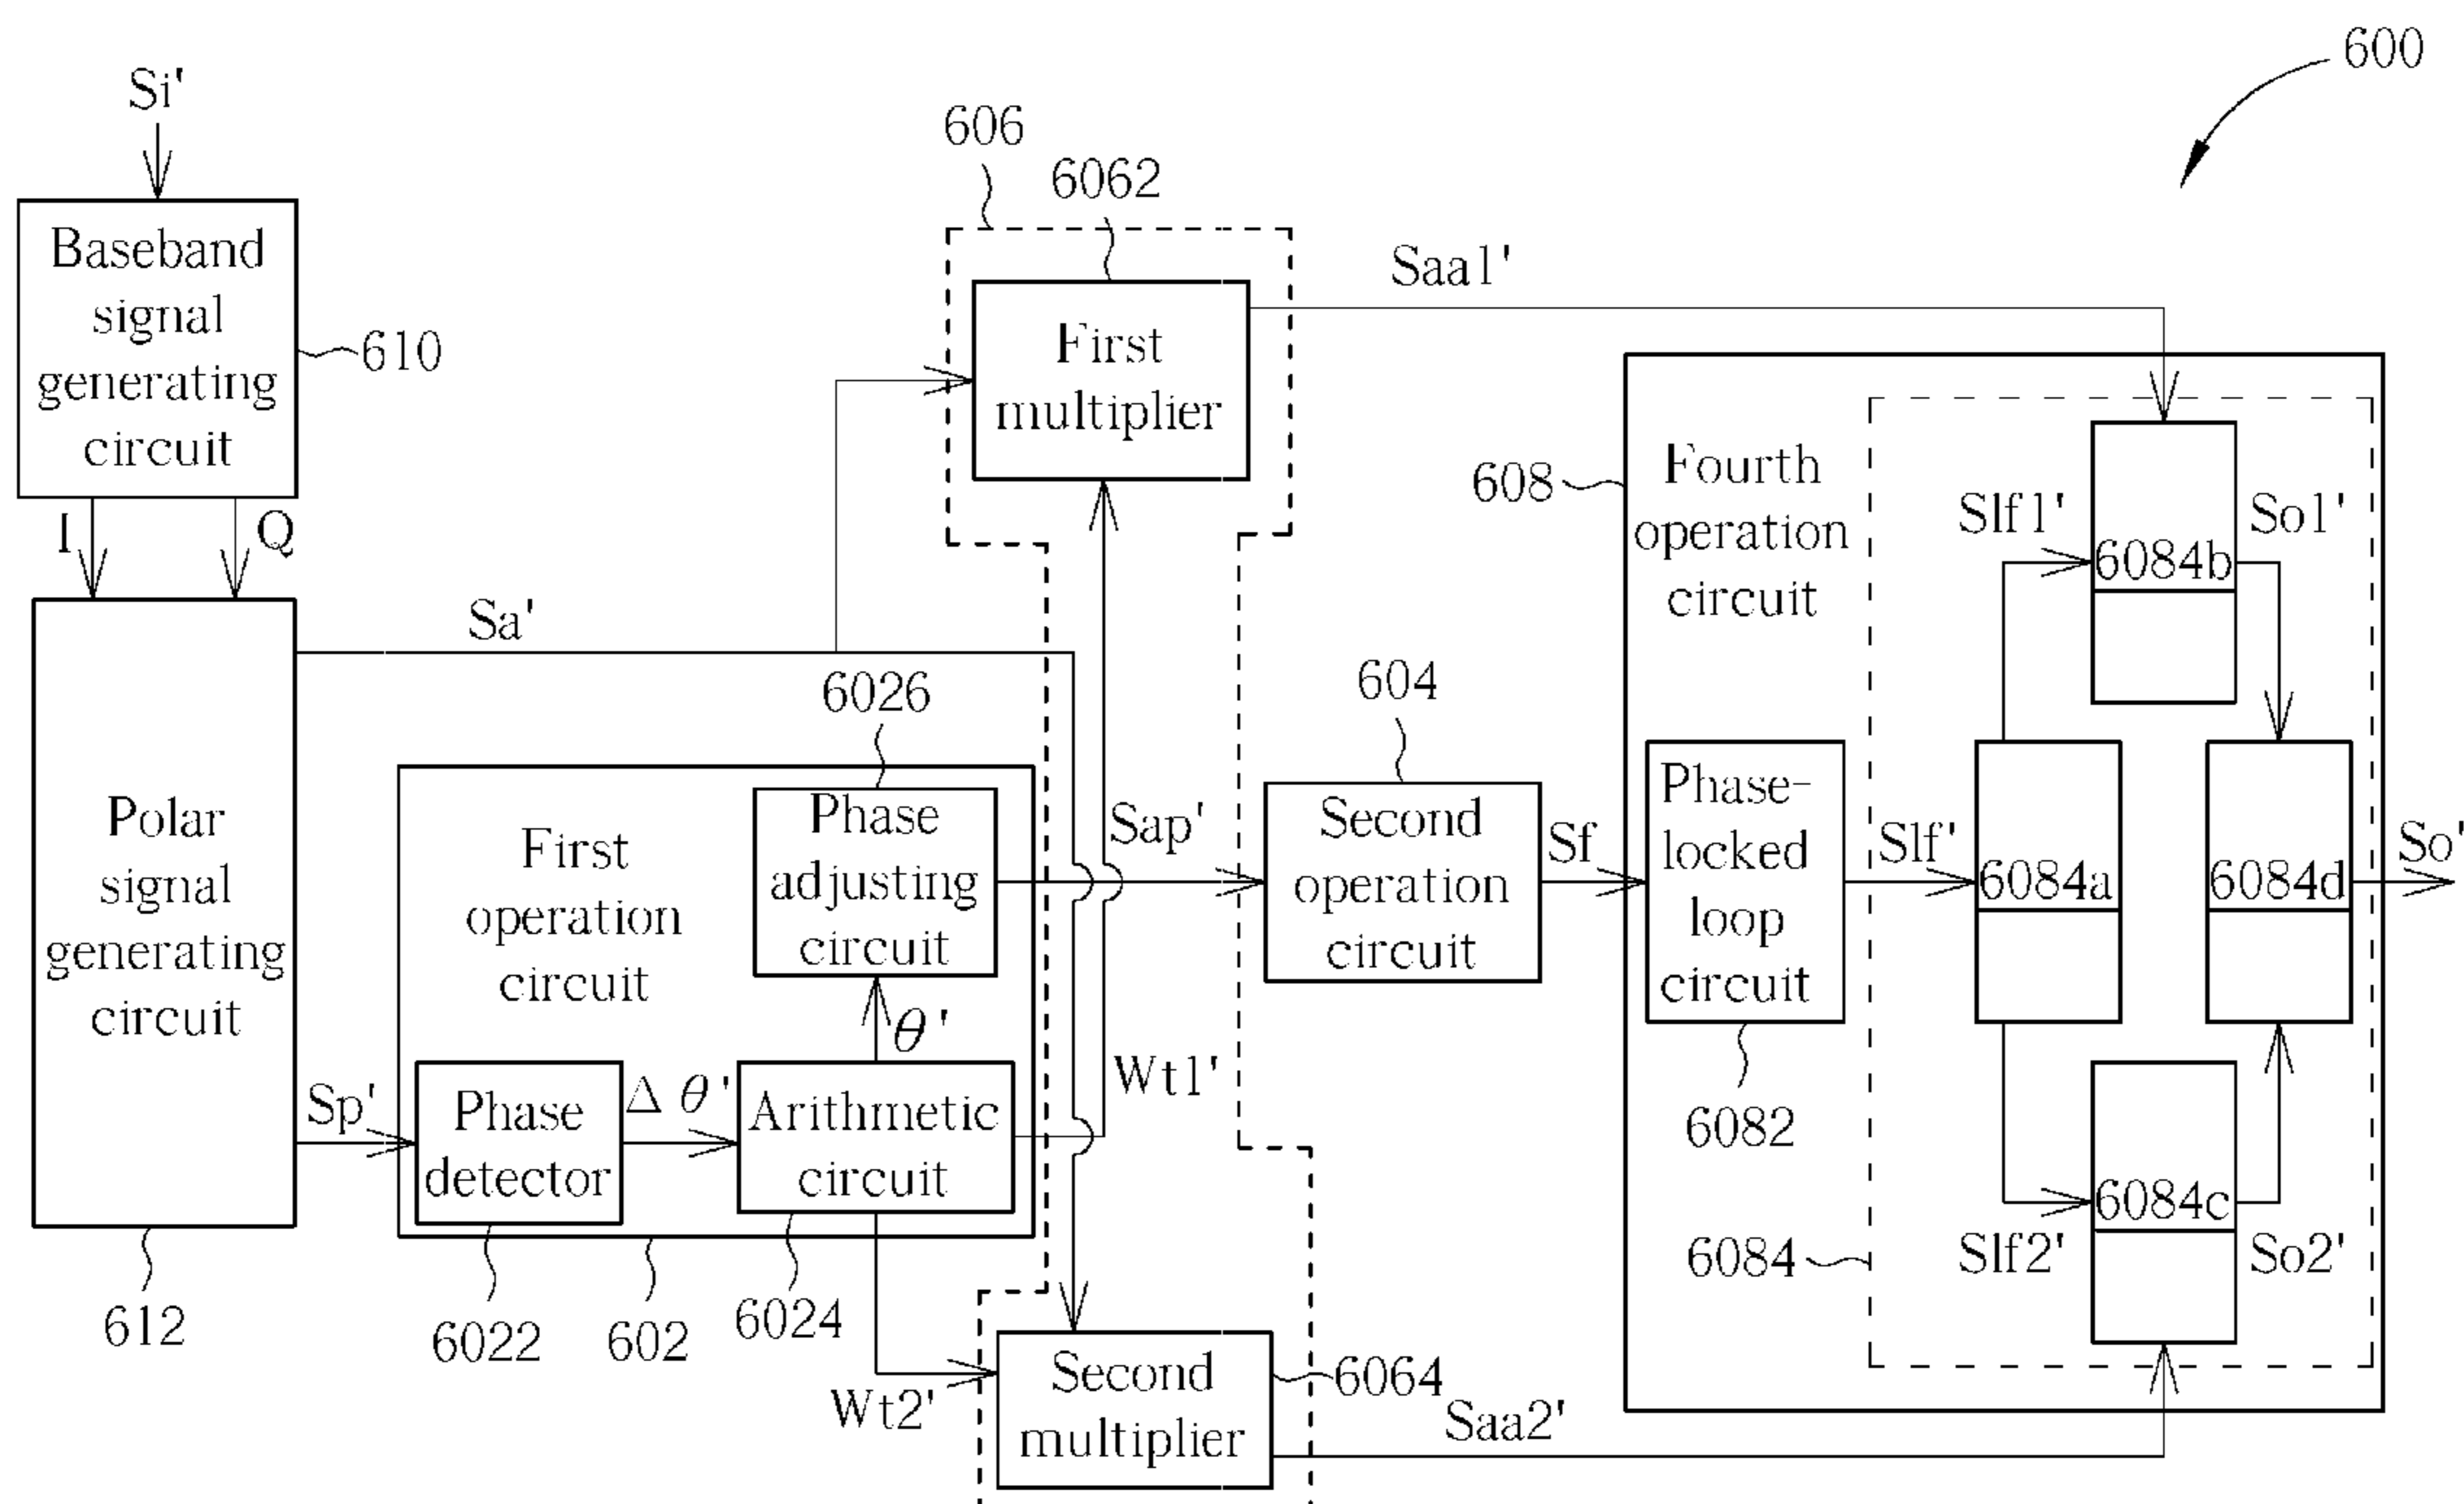 600
Si'
606
6062
Baseband
signal
generating
circuit
610
Saa1'
First
multiplier
I
Q
608
Fourth
operation
circuit
Slf1'
6084b
So1'
Sa'
6026
604
Polar
signal
generating
circuit
First
operation
circuit
Phase
adjusting
circuit
Sap'
Second
operation
circuit
Sf
Phase-
locked
loop
circuit
Slf'
6084a
6084d
So'
θ'
Sp'
Phase
detector
Δθ'
Arithmetic
circuit
Wt1'
6082
6084c
6084
Slf2'
So2'
612
6022
602
6024
Wt2'
Second
multiplier
6064
Saa2'